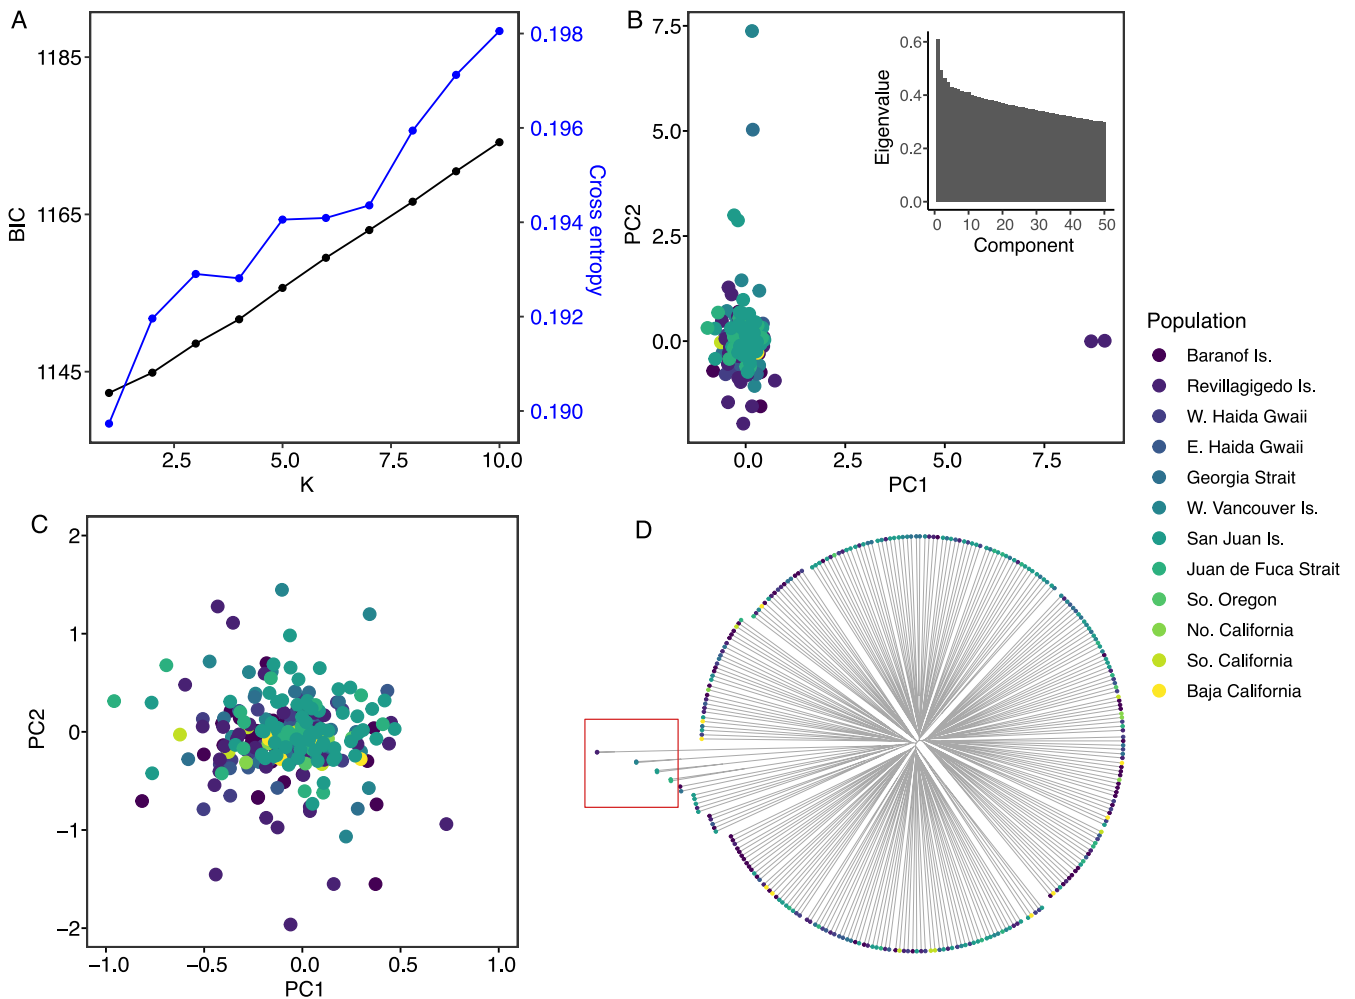 A
1185
1165
1145
BIC
0.198
0.196
0.194
0.192
0.190
Cross entropy
2.5
5.0
7.5
10.0
K
B
7.5
5.0
2.5
0.0
PC2
0.0
2.5
5.0
7.5
PC1
0.6
0.4
0.2
0.0
Eigenvalue
0
10
20
30
40
50
Component
C
2
1
0
−1
−2
PC2
−1.0
−0.5
0.0
0.5
1.0
PC1
D
Population
Baranof Is.
Revillagigedo Is.
W. Haida Gwaii
E. Haida Gwaii
Georgia Strait
W. Vancouver Is.
San Juan Is.
Juan de Fuca Strait
So. Oregon
No. California
So. California
Baja California